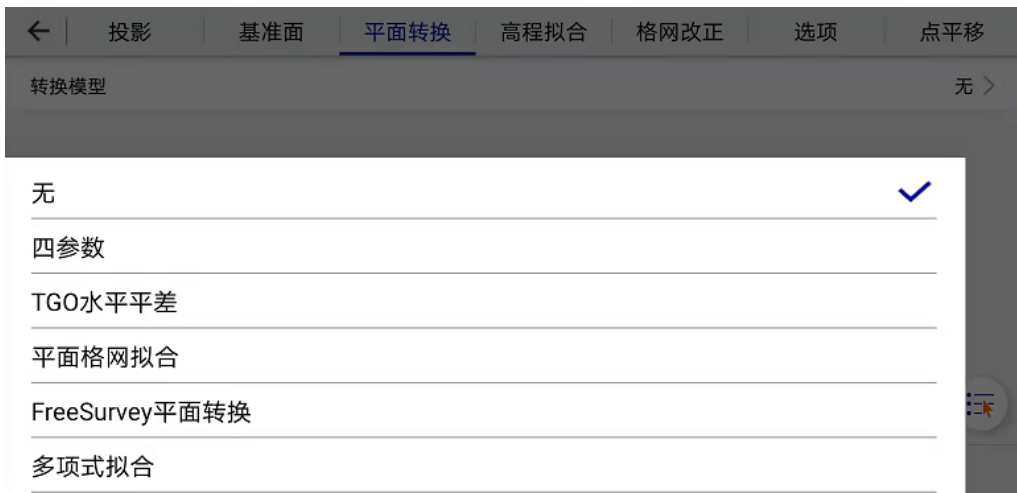 投影 基准面 平面转换 高程拟合 格网改正 选项 点平移
转换模型 无
无
四参数
TGO水平平差
平面格网拟合
FreeSurvey平面转换
多项式拟合